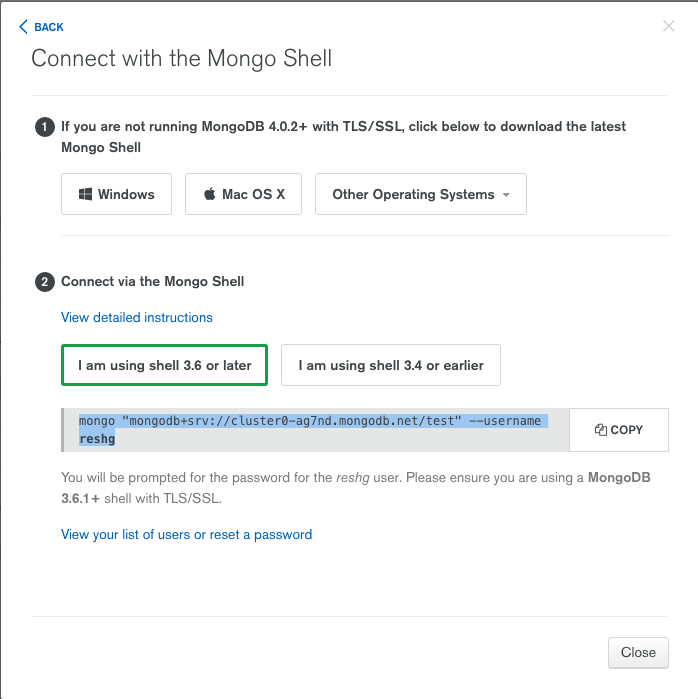 BACK
Connect with the Mongo Shell
1 If you are not running MongoDB 4.0.2+ with TLS/SSL, click below to download the latest
Mongo Shell
Windows Mac OS X Other Operating Systems
2 Connect via the Mongo Shell
View detailed instructions
I am using shell 3.6 or later I am using shell 3.4 or earlier
mongo "mongodb+srv://cluster0-ag7nd.mongodb.net/test" --username
reshg
COPY
You will be prompted for the password for the reshg user. Please ensure you are using a MongoDB
3.6.1+ shell with TLS/SSL.
View your list of users or reset a password
Close